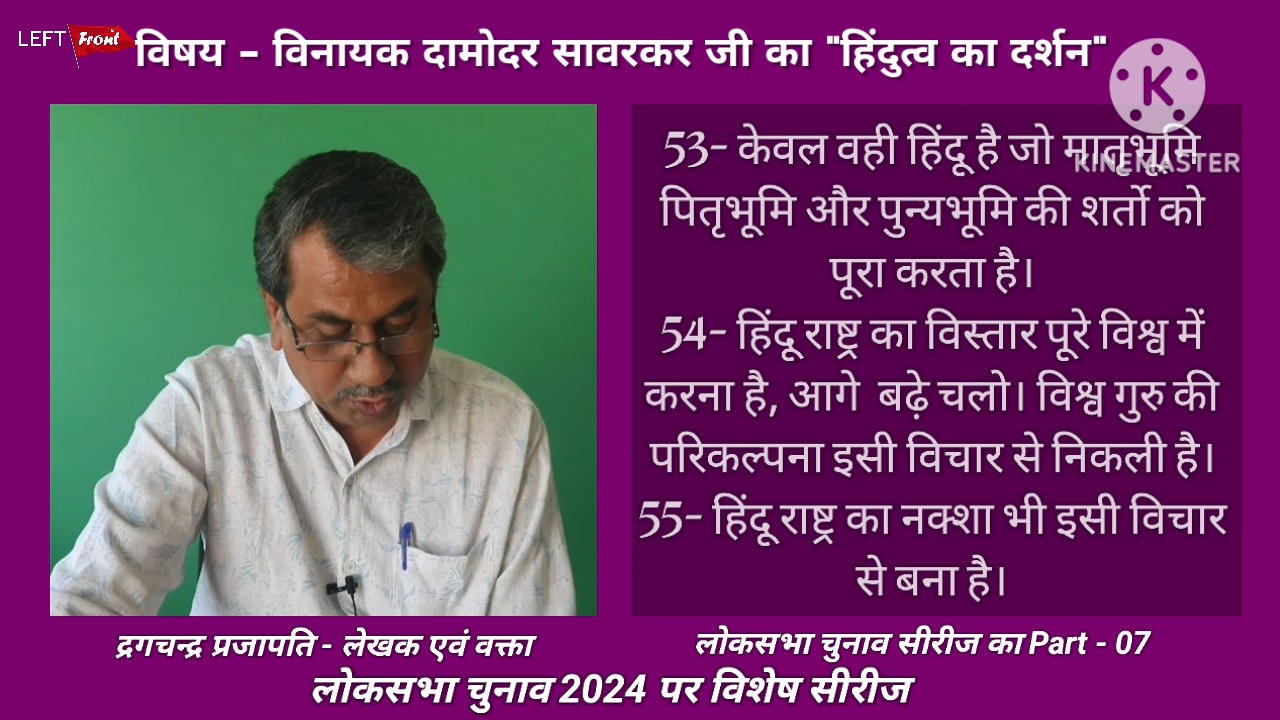 LEFT Front
विषय - विनायक दामोदर सावरकर जी का "हिंदुत्व का दर्शन"
K
KINEMASTER
53- केवल वही हिंदू है जो मातृभूमि
पितृभूमि और पुन्यभूमि की शर्तो को
पूरा करता है।
54- हिंदू राष्ट्र का विस्तार पूरे विश्व में
करना है, आगे बढ़े चलो। विश्व गुरु की
परिकल्पना इसी विचार से निकली है।
55- हिंदू राष्ट्र का नक्शा भी इसी विचार
से बना है।
द्रगचन्द्र प्रजापति - लेखक एवं वक्ता
लोकसभा चुनाव सीरीज का Part - 07
लोकसभा चुनाव 2024 पर विशेष सीरीज